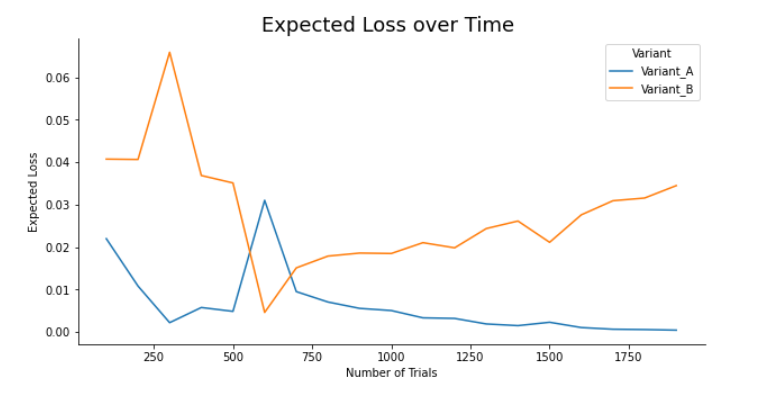 Expected Loss over Time
Variant
Variant_A
Variant_B
Expected Loss
0.06
0.05
0.04
0.03
0.02
0.01
0.00
250 500 750 1000 1250 1500 1750
Number of Trials